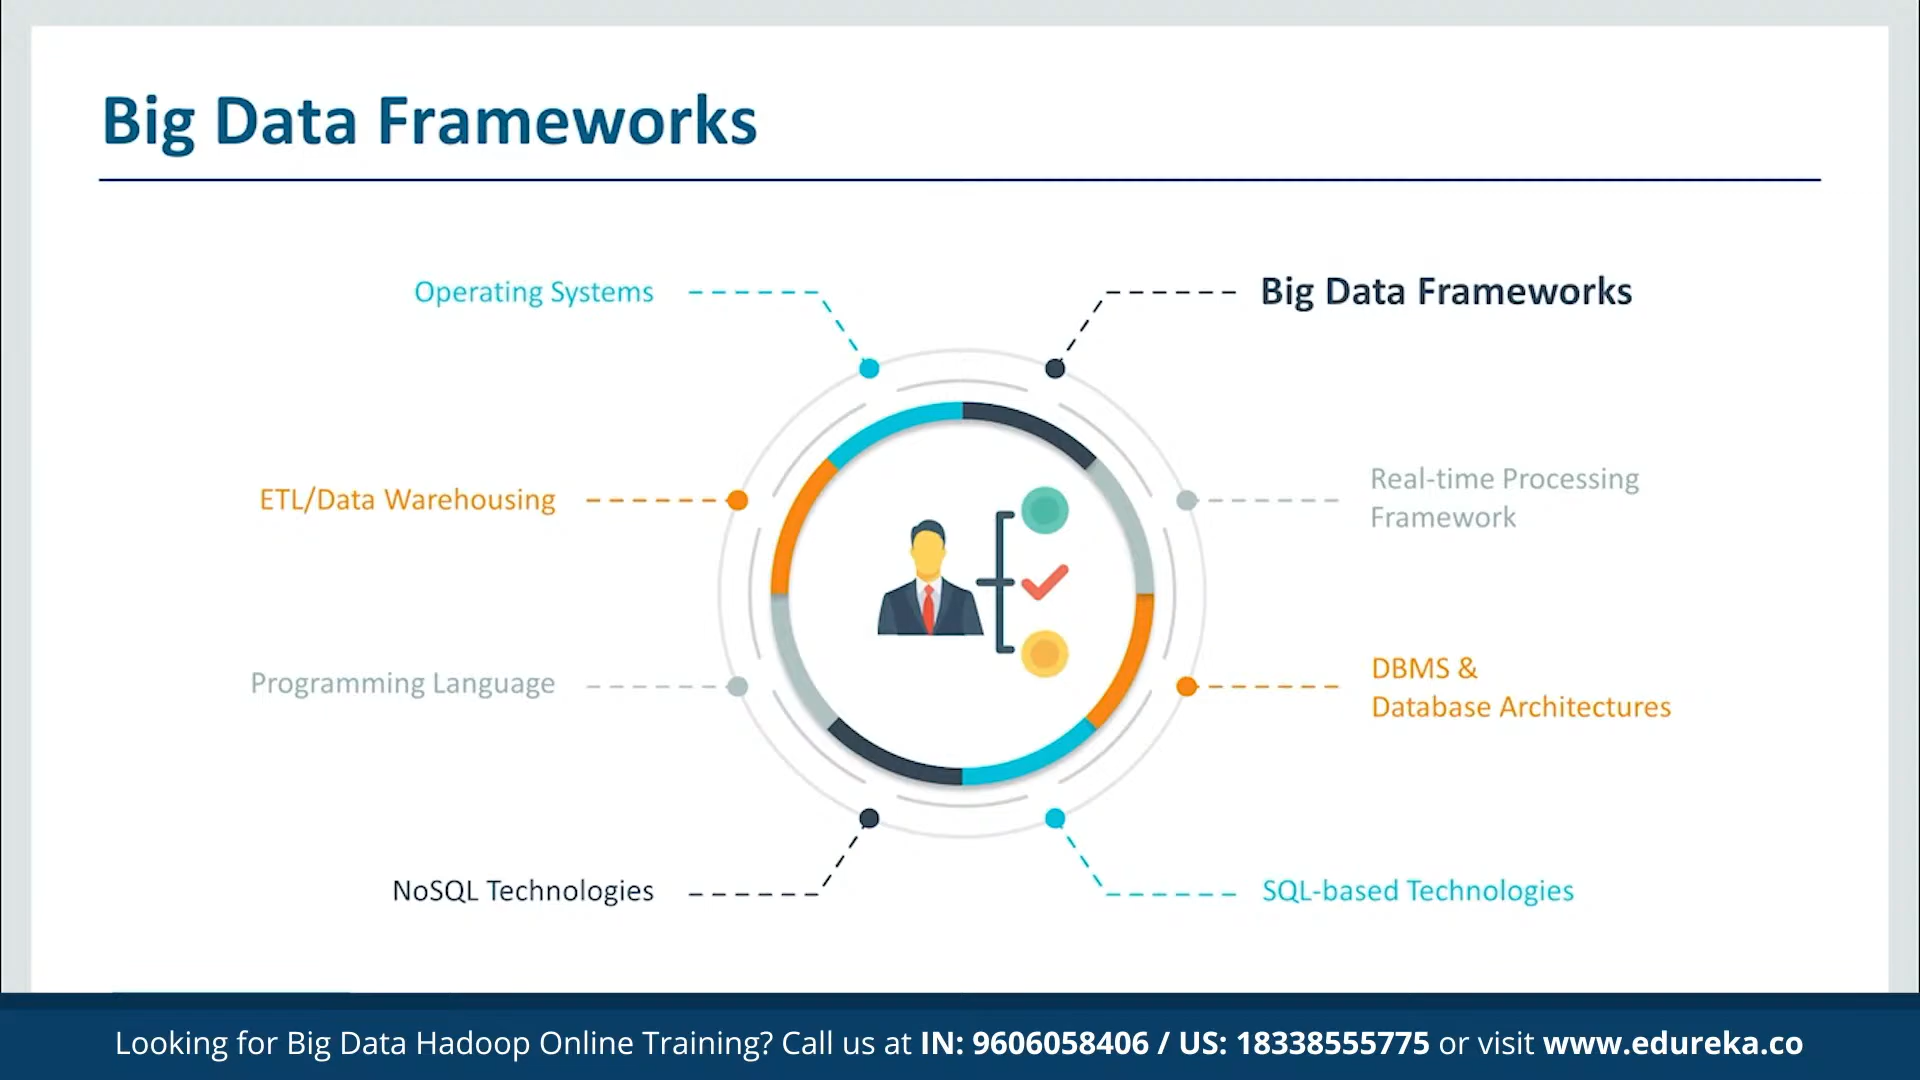 Big Data Frameworks
Operating Systems
Big Data Frameworks
ETL/Data Warehousing
Real-time Processing
Framework
Programming Language
DBMS &
Database Architectures
NoSQL Technologies
SQL-based Technologies
Looking for Big Data Hadoop Online Training? Call us at IN: 9606058406 / US: 18338555775 or visit www.edureka.co